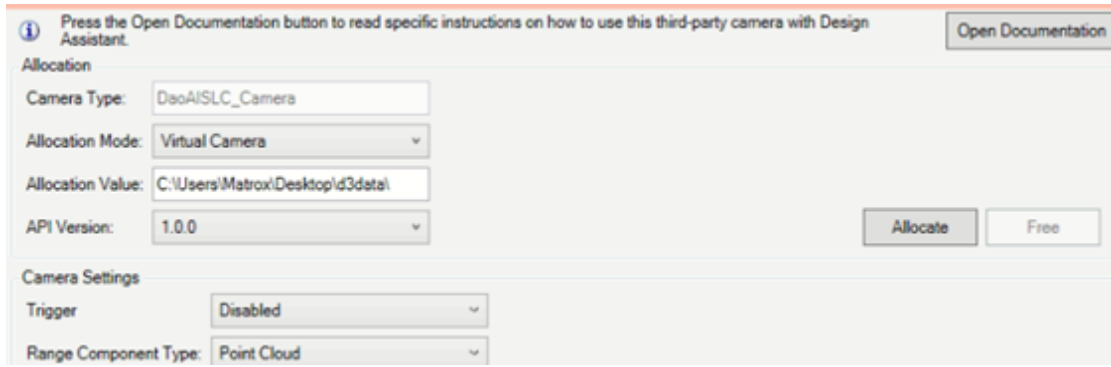 Press the Open Documentation button to read specific instructions on how to use this third-party camera with Design
Assistant.
Open Documentation
Allocation
Camera Type: DaoAISLC_Camera
Allocation Mode: Virtual Camera
Allocation Value: C:\Users\Matrox\Desktop\d3data\
API Version: 1.0.0
Allocate
Free
Camera Settings
Trigger Disabled
Range Component Type: Point Cloud